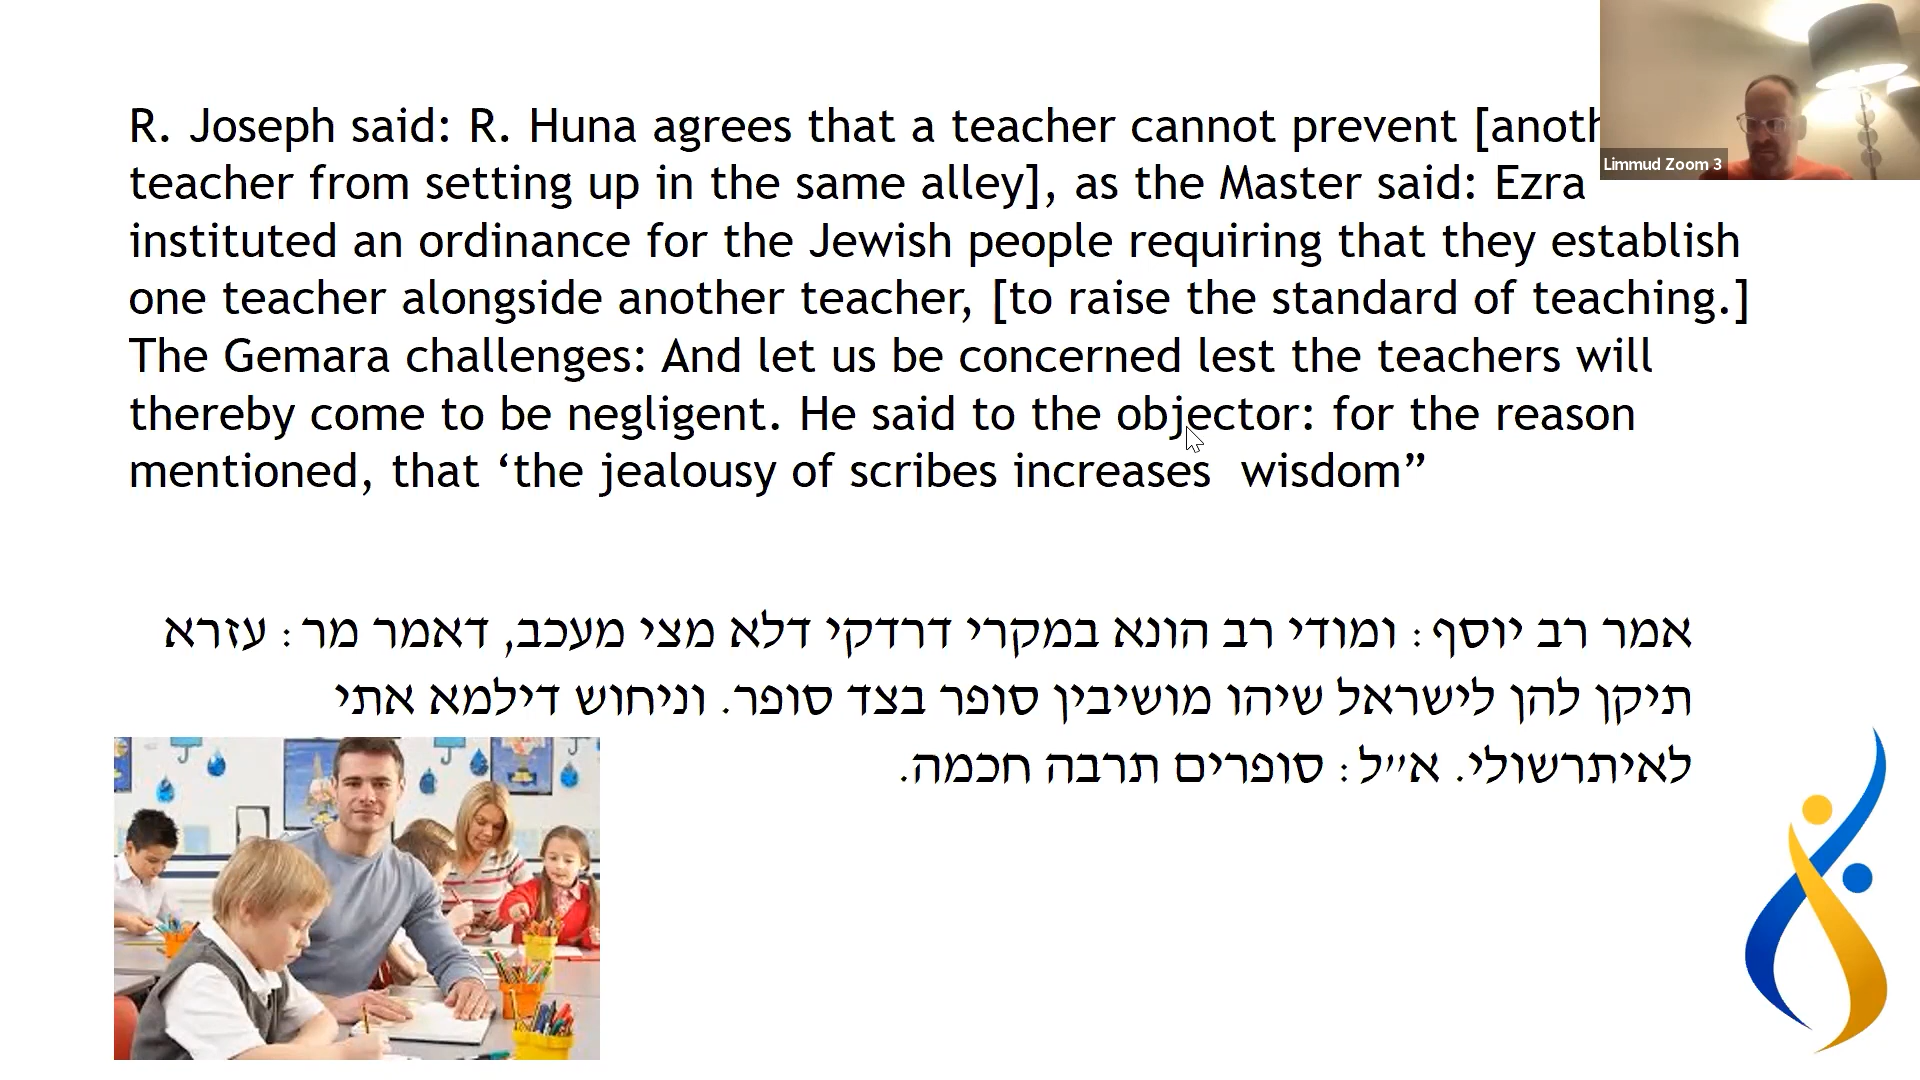 R. Joseph said: R. Huna agrees that a teacher cannot prevent
teacher from setting up in the same alley], as the Master said: Ezra
instituted an ordinance for the Jewish people requiring that they establish
one teacher alongside another teacher, [to raise the standard of teaching.]
The Gemara challenges: And let us be concerned lest the teachers will
thereby come to be negligent. He said to the objector: for the reason
mentioned, that ‘the jealousy of scribes increases  wisdom”
Limmud Zoom 3
אמר רב יוסף: ומודי רב הונא במקרי דרדקי דלא מצי מעכב, דאמר מר: עזרא
תיקן להן לישראל שיהו מושיבין סופר בצד סופר. וניחוש דילמא אתי
לאיתרשולי. א״ל: סופרים תרבה חכמה.